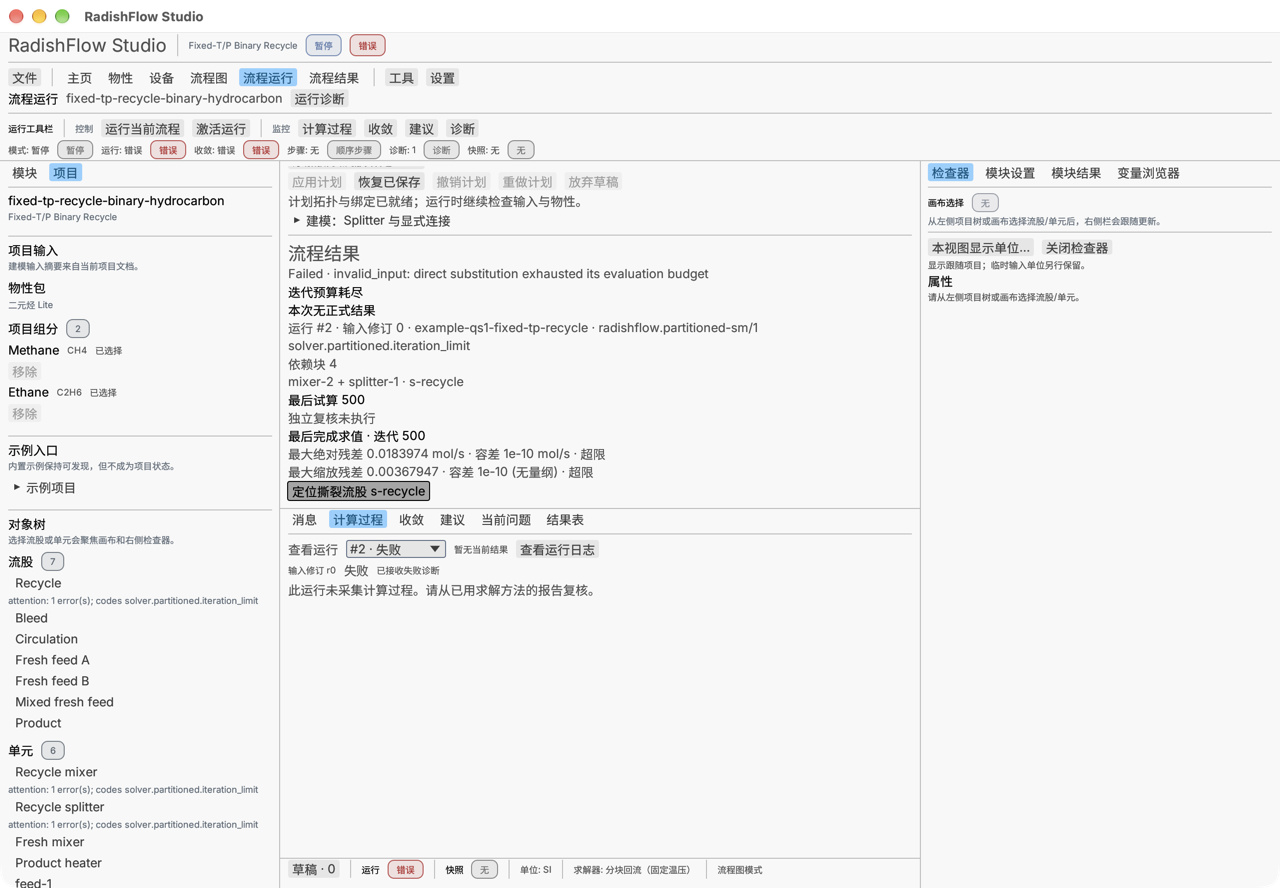 RadishFlow Studio
RadishFlow Studio Fixed-T/P Binary Recycle 暂停 错误
文件 主页 物性 设备 流程图 流程运行 流程结果 工具 设置
流程运行 fixed-tp-recycle-binary-hydrocarbon 运行诊断
运行工具栏 控制 运行当前流程 激活运行 监控 计算过程 收敛 建议 诊断
模式: 暂停 暂停 运行: 错误 错误 收敛: 错误 错误 步骤: 无 顺序步骤 诊断: 1 诊断 快照: 无 无
模块 项目
fixed-tp-recycle-binary-hydrocarbon
Fixed-T/P Binary Recycle
项目输入
建模输入摘要来自当前项目文档。
物性包
二元烃 Lite
项目组分 2
Methane CH4 已选择
移除
Ethane C2H6 已选择
移除
示例入口
内置示例保持可发现，但不成为项目状态。
示例项目
对象树
选择流股或单元会聚焦画布和右侧检查器。
流股 7
Recycle
attention: 1 error(s); codes solver.partitioned.iteration_limit
Bleed
Circulation
Fresh feed A
Fresh feed B
Mixed fresh feed
Product
单元 6
Recycle mixer
attention: 1 error(s); codes solver.partitioned.iteration_limit
Recycle splitter
attention: 1 error(s); codes solver.partitioned.iteration_limit
Fresh mixer
Product heater
feed-1
应用计划 恢复已保存 撤销计划 重做计划 放弃草稿
计划拓扑与绑定已就绪；运行时继续检查输入与物性。
建模：Splitter 与显式连接
流程结果
Failed · invalid_input: direct substitution exhausted its evaluation budget
迭代预算耗尽
本次无正式结果
运行 #2 · 输入修订 0 · example-qs1-fixed-tp-recycle · radishflow.partitioned-sm/1
solver.partitioned.iteration_limit
依赖块 4
mixer-2 + splitter-1 · s-recycle
最后试算 500
独立复核未执行
最后完成求值 · 迭代 500
最大绝对残差 0.0183974 mol/s · 容差 1e-10 mol/s · 超限
最大缩放残差 0.00367947 · 容差 1e-10 (无量纲) · 超限
定位撕裂流股 s-recycle
消息 计算过程 收敛 建议 当前问题 结果表
查看运行 #2 · 失败 暂无当前结果 查看运行日志
输入修订 r0 失败 已接收失败诊断
此运行未采集计算过程。请从已用求解方法的报告复核。
草稿 · 0 运行 错误 快照 无 单位: SI 求解器: 分块回流（固定温压） 流程图模式
检查器 模块设置 模块结果 变量浏览器
画布选择 无
从左侧项目树或画布选择流股/单元后，右侧栏会跟随更新。
本视图显示单位... 关闭检查器
显示跟随项目；临时输入单位另行保留。
属性
请从左侧项目树或画布选择流股/单元。